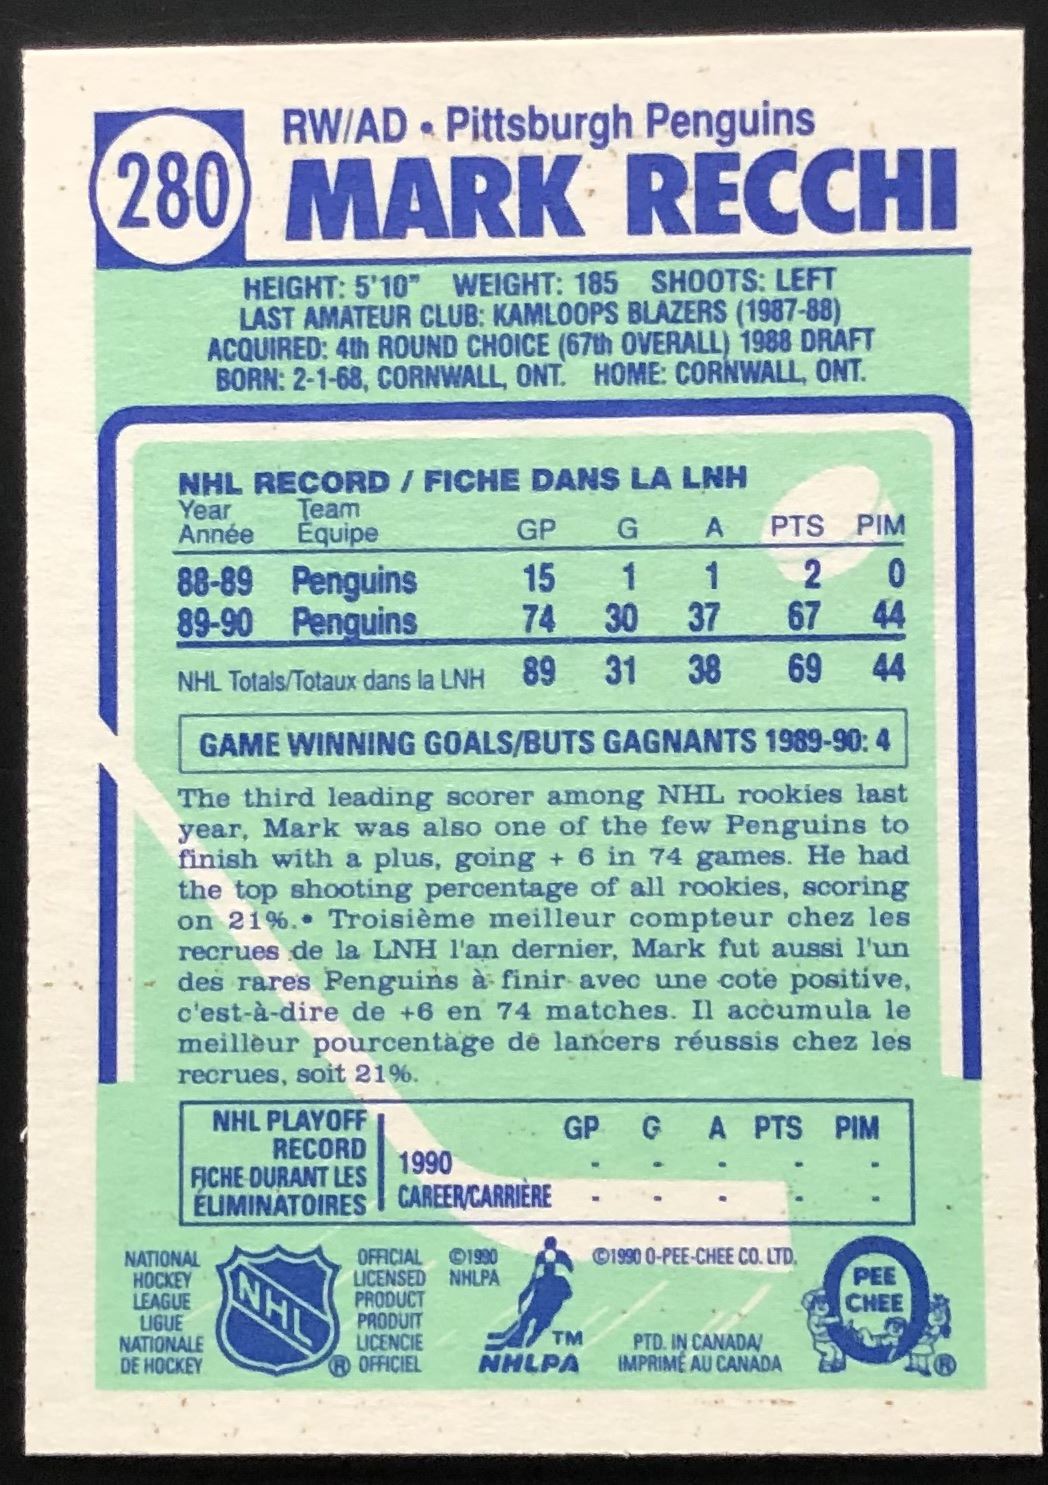 280
RW/AD • Pittsburgh Penguins
MARK RECCHI
HEIGHT: 5'10" WEIGHT: 185 SHOOTS: LEFT
LAST AMATEUR CLUB: KAMLOOPS BLAZERS (1987-88)
ACQUIRED: 4th ROUND CHOICE (67th OVERALL) 1988 DRAFT
BORN: 2-1-68, CORNWALL, ONT. HOME: CORNWALL, ONT.
NHL RECORD / FICHE DANS LA LNH
Year Team
Année Équipe GP G A PTS PIM
88-89 Penguins 15 1 1 2 0
89-90 Penguins 74 30 37 67 44
NHL Totals/Totaux dans la LNH 89 31 38 69 44
GAME WINNING GOALS/BUTS GAGNANTS 1989-90: 4
The third leading scorer among NHL rookies last
year, Mark was also one of the few Penguins to
finish with a plus, going + 6 in 74 games. He had
the top shooting percentage of all rookies, scoring
on 21%.• Troisième meilleur compteur chez les
recrues de la LNH l'an dernier, Mark fut aussi l'un
des rares Penguins à finir avec une cote positive,
c'est-à-dire de +6 en 74 matches. Il accumula le
meilleur pourcentage de lancers réussis chez les
recrues, soit 21%.
NHL PLAYOFF
RECORD
FICHE DURANT LES
ÉLIMINATOIRES
GP G A PTS PIM
1990 - - - - -
CAREER/CARRIÈRE - - - - -
NATIONAL
HOCKEY
LEAGUE
LIGUE
NATIONALE
DE HOCKEY
NHL
®
OFFICIAL
LICENSED
PRODUCT
PRODUIT
LICENCIE
OFFICIEL
©1990
NHLPA
TM
NHLPA
©1990 O-PEE-CHEE CO. LTD.
PTD. IN CANADA/
IMPRIMÉ AU CANADA
O
PEE
CHEE
®